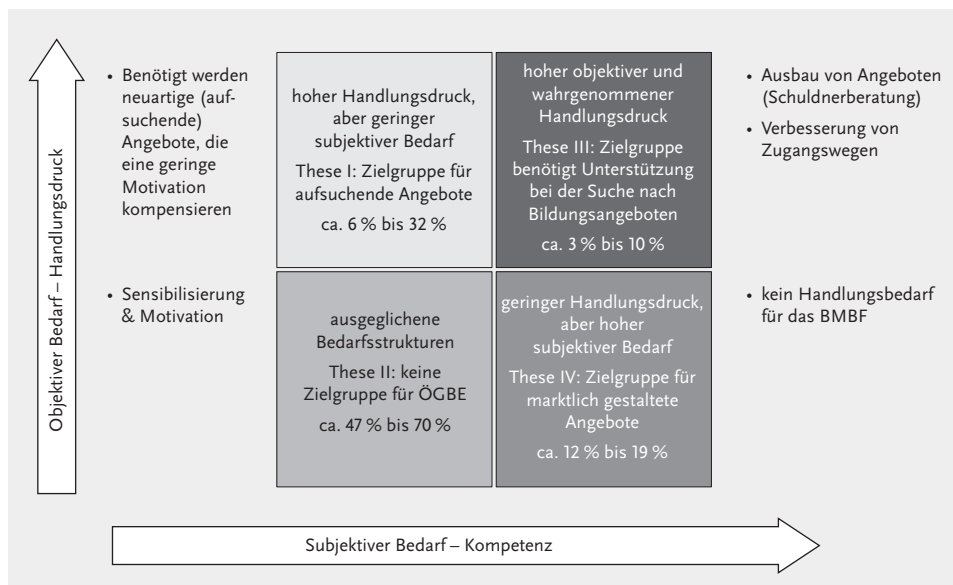 Objektiver Bedarf – Handlungsdruck
• Benötigt werden
neuartige (auf-
suchende)
Angebote, die
eine geringe
Motivation
kompensieren
• Sensibilisierung
& Motivation
hoher Handlungsdruck,
aber geringer
subjektiver Bedarf
These I: Zielgruppe für
aufsuchende Angebote
ca. 6 % bis 32 %
hoher objektiver und
wahrgenommener
Handlungsdruck
These III: Zielgruppe
benötigt Unterstützung
bei der Suche nach
Bildungsangeboten
ca. 3 % bis 10 %
ausgeglichene
Bedarfsstrukturen
These II: keine
Zielgruppe für ÖGBE
ca. 47 % bis 70 %
geringer Handlungsdruck,
aber hoher
subjektiver Bedarf
These IV: Zielgruppe für
marktlich gestaltete
Angebote
ca. 12 % bis 19 %
• Ausbau von Angeboten
(Schuldnerberatung)
• Verbesserung von
Zugangswegen
• kein Handlungsbedarf
für das BMBF
Subjektiver Bedarf – Kompetenz